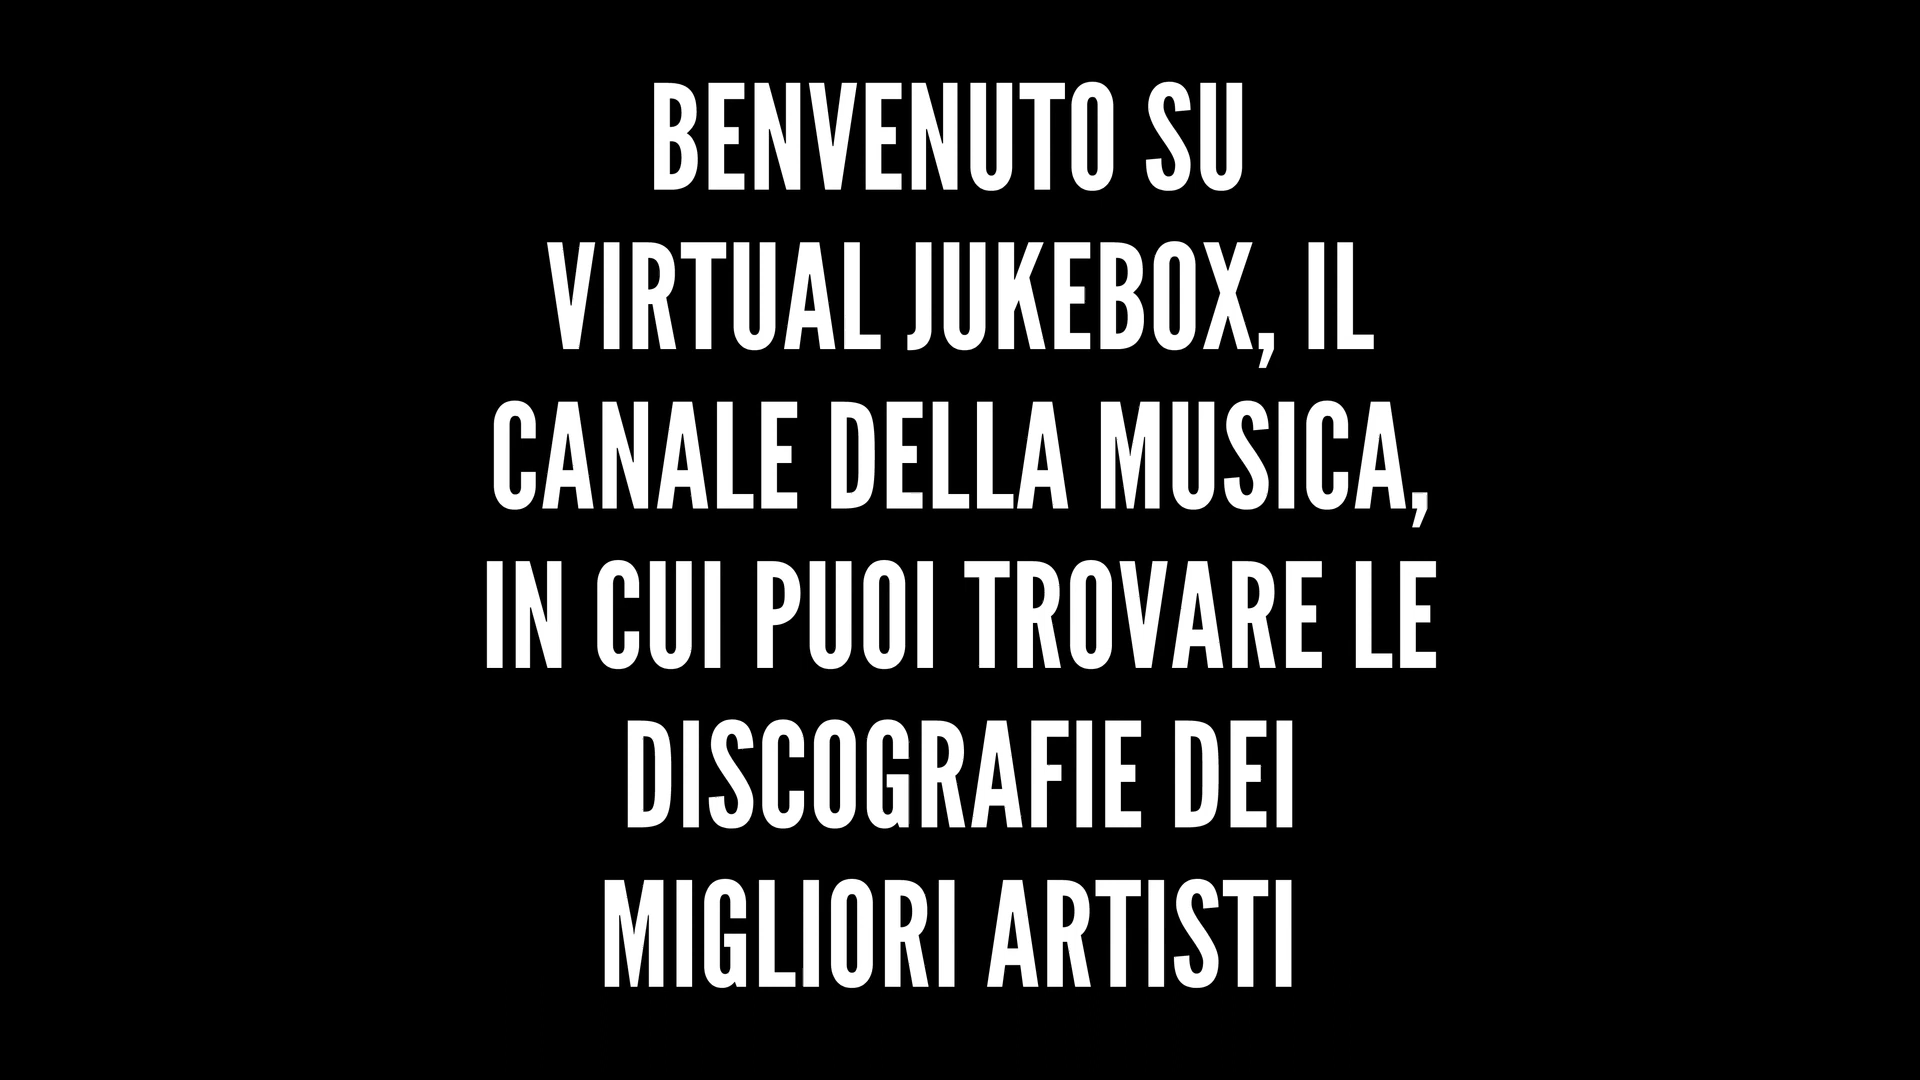 BENVENUTO SU
VIRTUAL JUKEBOX, IL
CANALE DELLA MUSICA,
IN CUI PUOI TROVARE LE
DISCOGRAFIE DEI
MIGLIORI ARTISTI